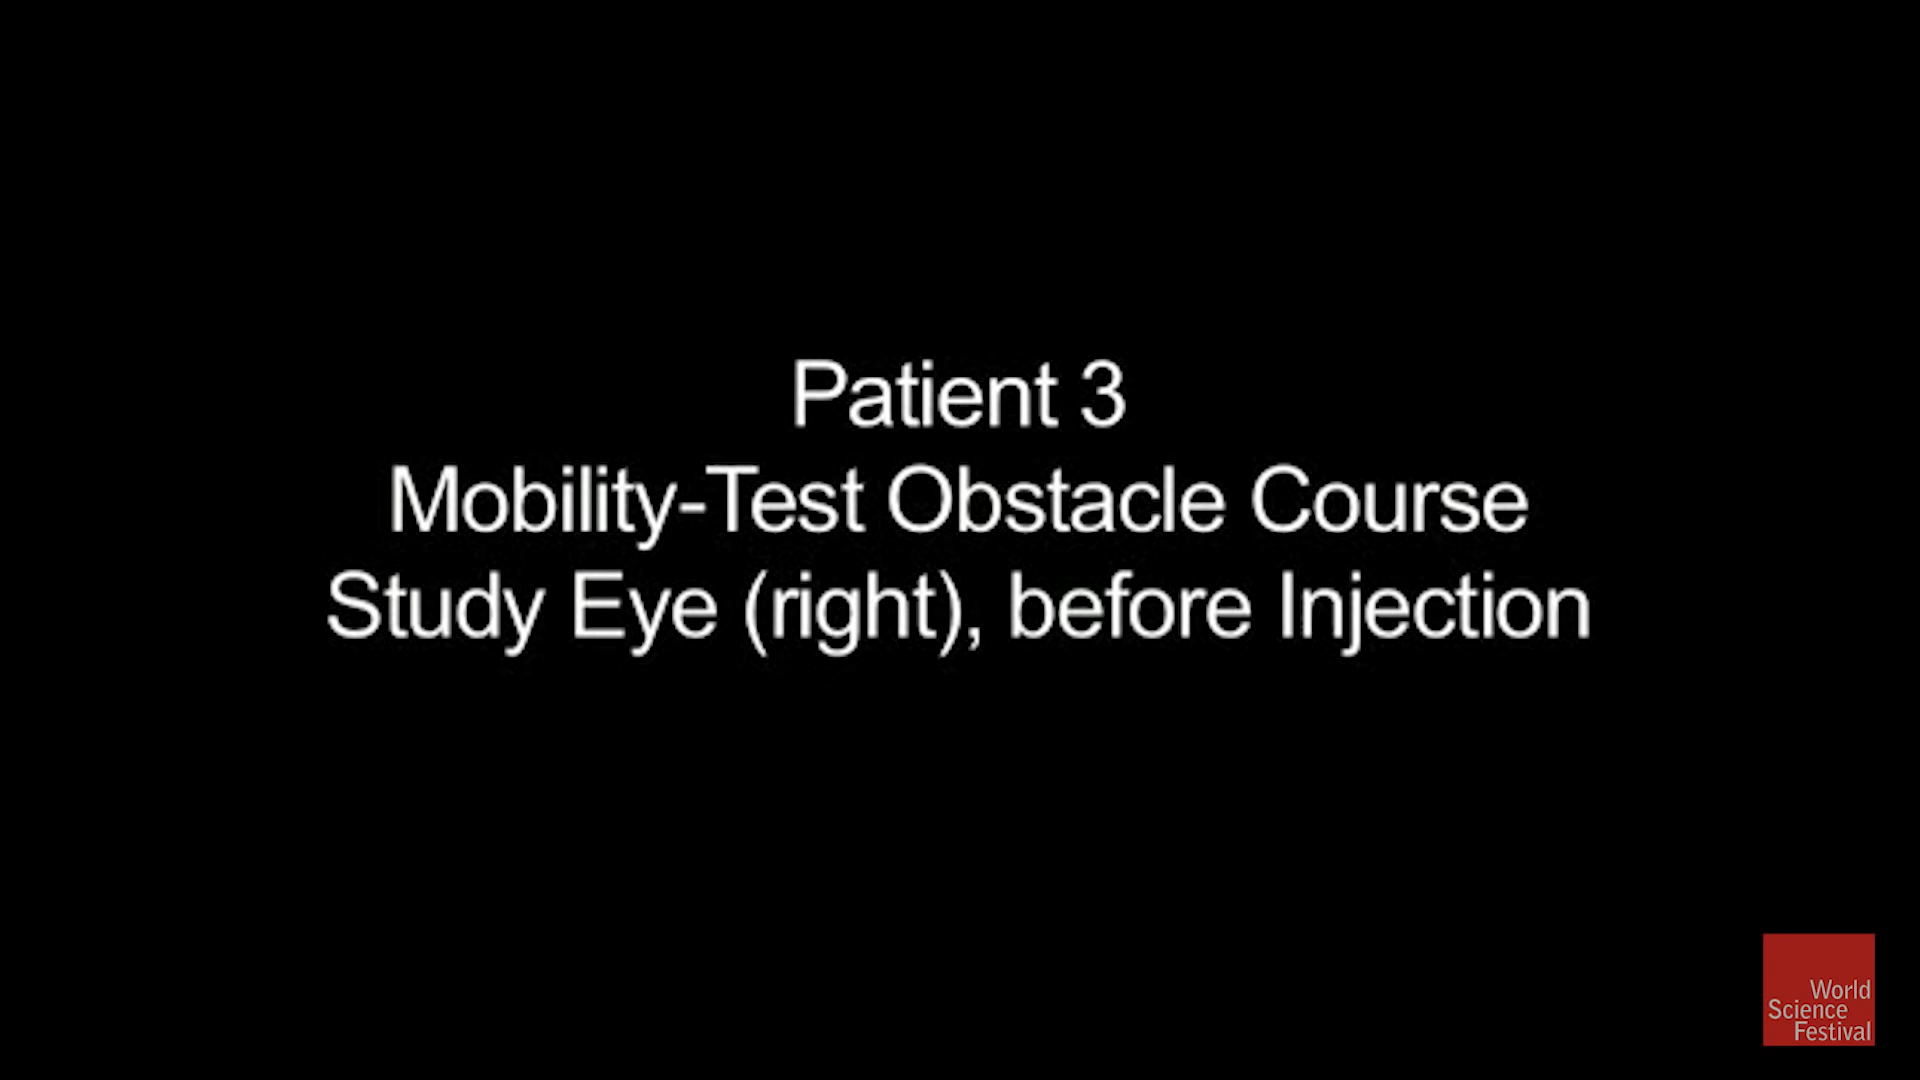 Patient 3
Mobility-Test Obstacle Course
Study Eye (right), before Injection
World
Science
Festival